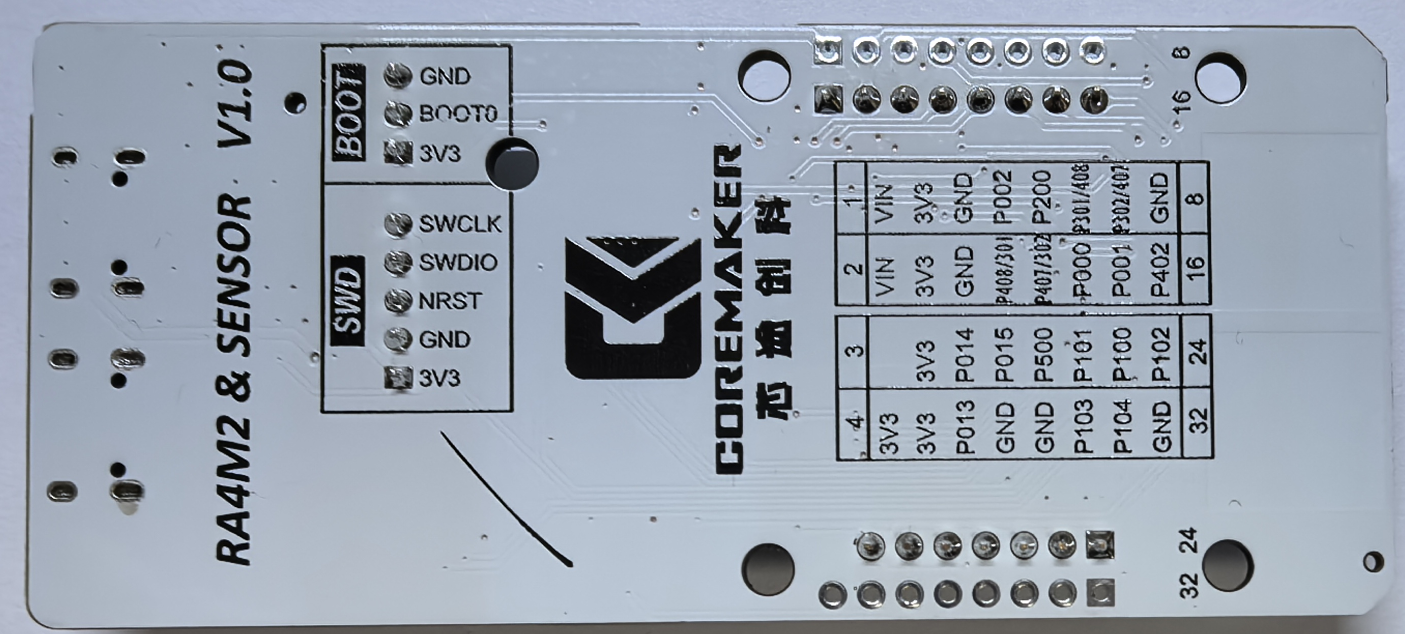 RA4M2 & SENSOR V1.0
BOOT
GND
BOOT0
3V3
SWD
SWCLK
SWDIO
NRST
GND
3V3
COREMAKER
芯迪创科
8
16
1 VIN 3V3 GND P002 P200 P301/408 P302/407 GND 8
2 VIN 3V3 GND P408/301 P407/302 P000 P001 P402 16
3 3V3 P014 P015 P500 P101 P100 P102 24
4 3V3 3V3 P013 GND GND P103 P104 GND 32
24
32